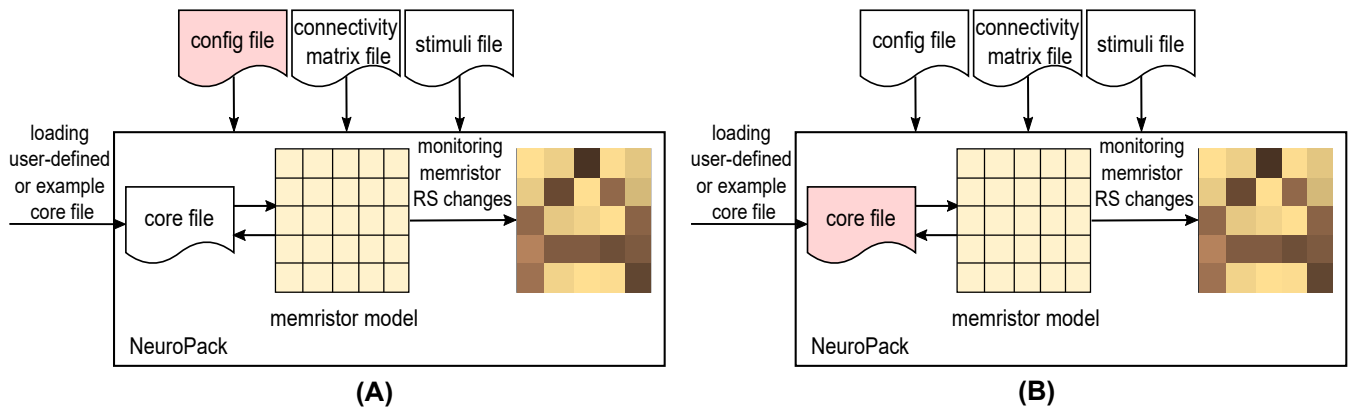 config file
connectivity
matrix file
stimuli file
loading
user-defined
or example
core file
core file
monitoring
memristor
RS changes
memristor model
NeuroPack
(A)
config file
connectivity
matrix file
stimuli file
loading
user-defined
or example
core file
core file
monitoring
memristor
RS changes
memristor model
NeuroPack
(B)